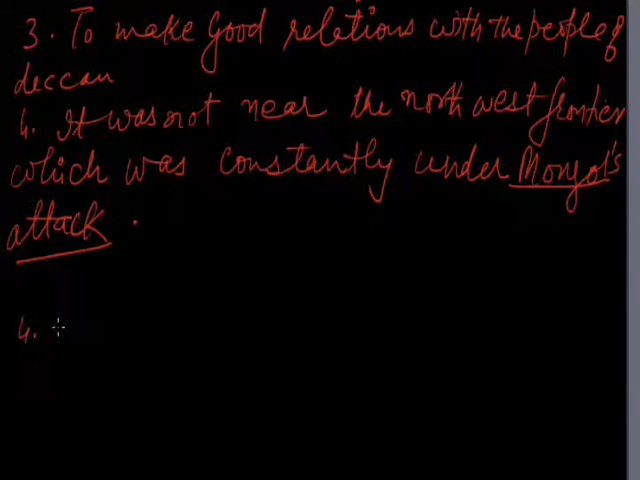 3. To make Good relations with the people of
deccan
4. It was not near the north west frontier
which was constantly under Mongol's
attack.
4.